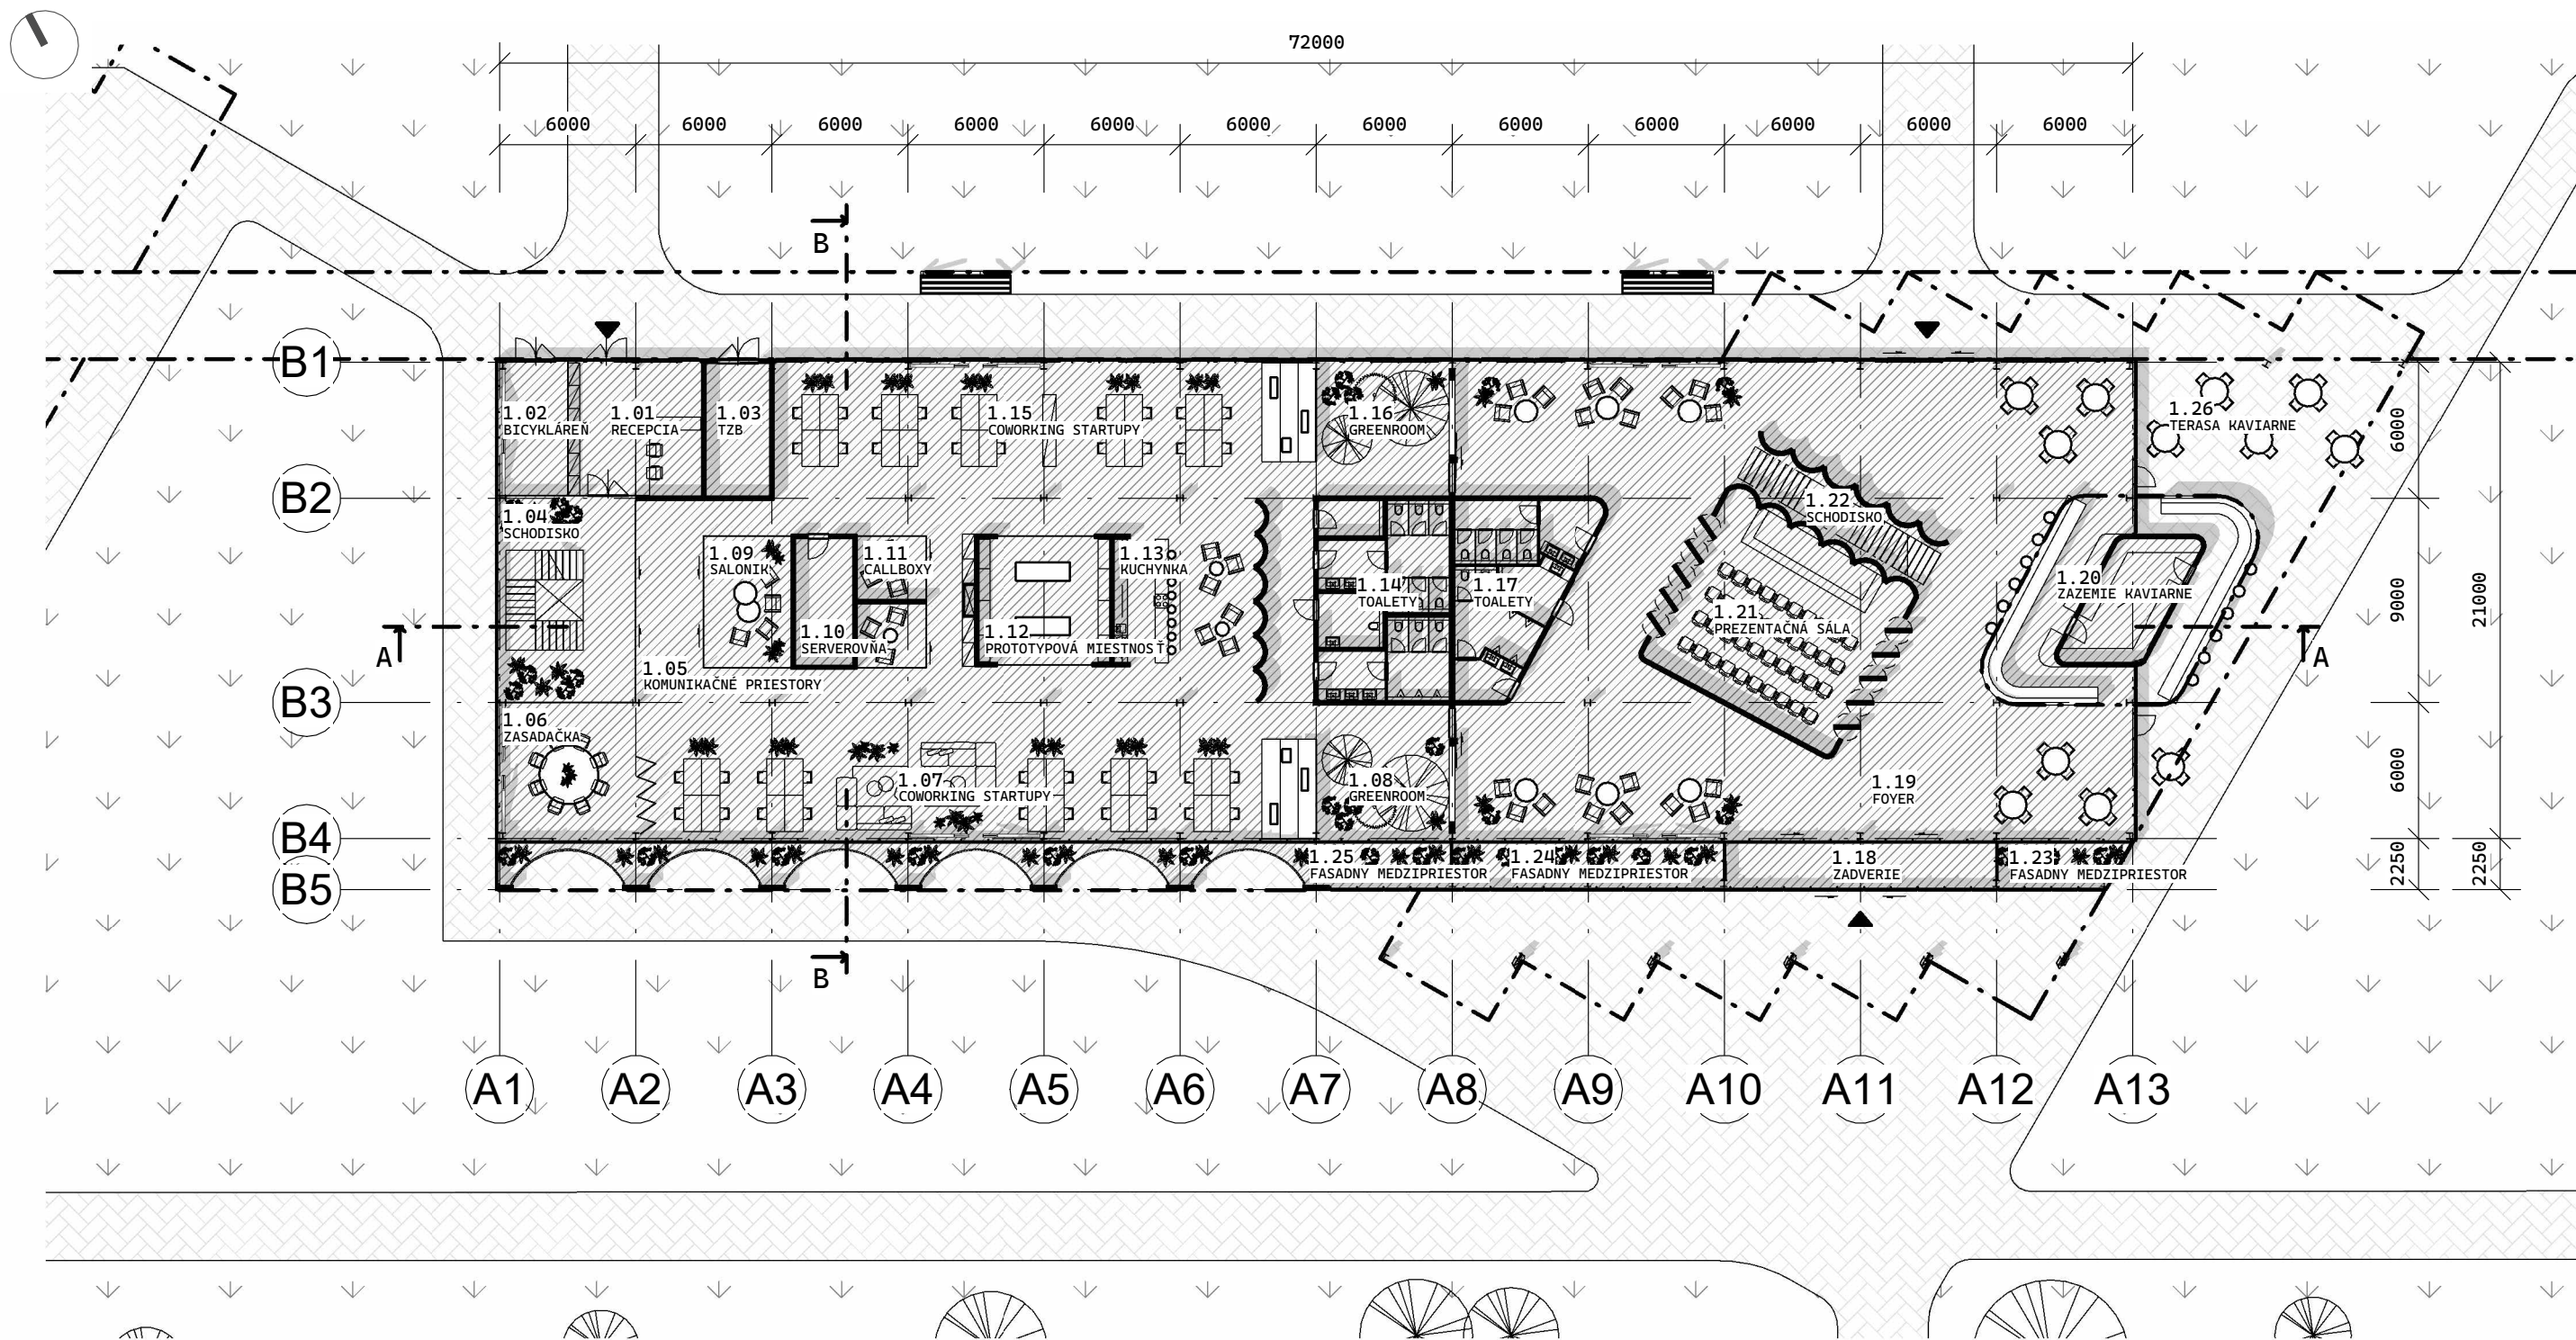 72000
6000 6000 6000 6000 6000 6000 6000 6000 6000 6000 6000 6000
B
B1
1.02
BICYKLÁREŇ
1.01
RECEPCIA
1.03
TZB
1.15
COWORKING STARTUPY
1.16
GREENROOM
1.26
TERASA KAVIARNE
6000
B2
1.04
SCHODISKO
1.22
SCHODISKO
1.09
SALONIK
1.11
CALLBOXY
1.13
KUCHYNKA
1.14
TOALETY
1.17
TOALETY
1.20
ZAZEMIE KAVIARNE
9000
21000
1.21
PREZENTAČNÁ SÁLA
1.10
SEROVŇA
1.12
PROTOTYPOVÁ MIESTNOSŤ
A
A
1.05
KOMUNIKAČNÉ PRIESTORY
B3
1.06
ZASADAČKA
1.07
COWORKING STARTUPY
1.08
GREENROOM
1.19
FOYER
6000
B4
1.25
FASADNY MEDZIPRIESTOR
1.24
FASADNY MEDZIPRIESTOR
1.18
ZADVERIE
1.23
FASADNY MEDZIPRIESTOR
2250
2250
B5
B
A1 A2 A3 A4 A5 A6 A7 A8 A9 A10 A11 A12 A13